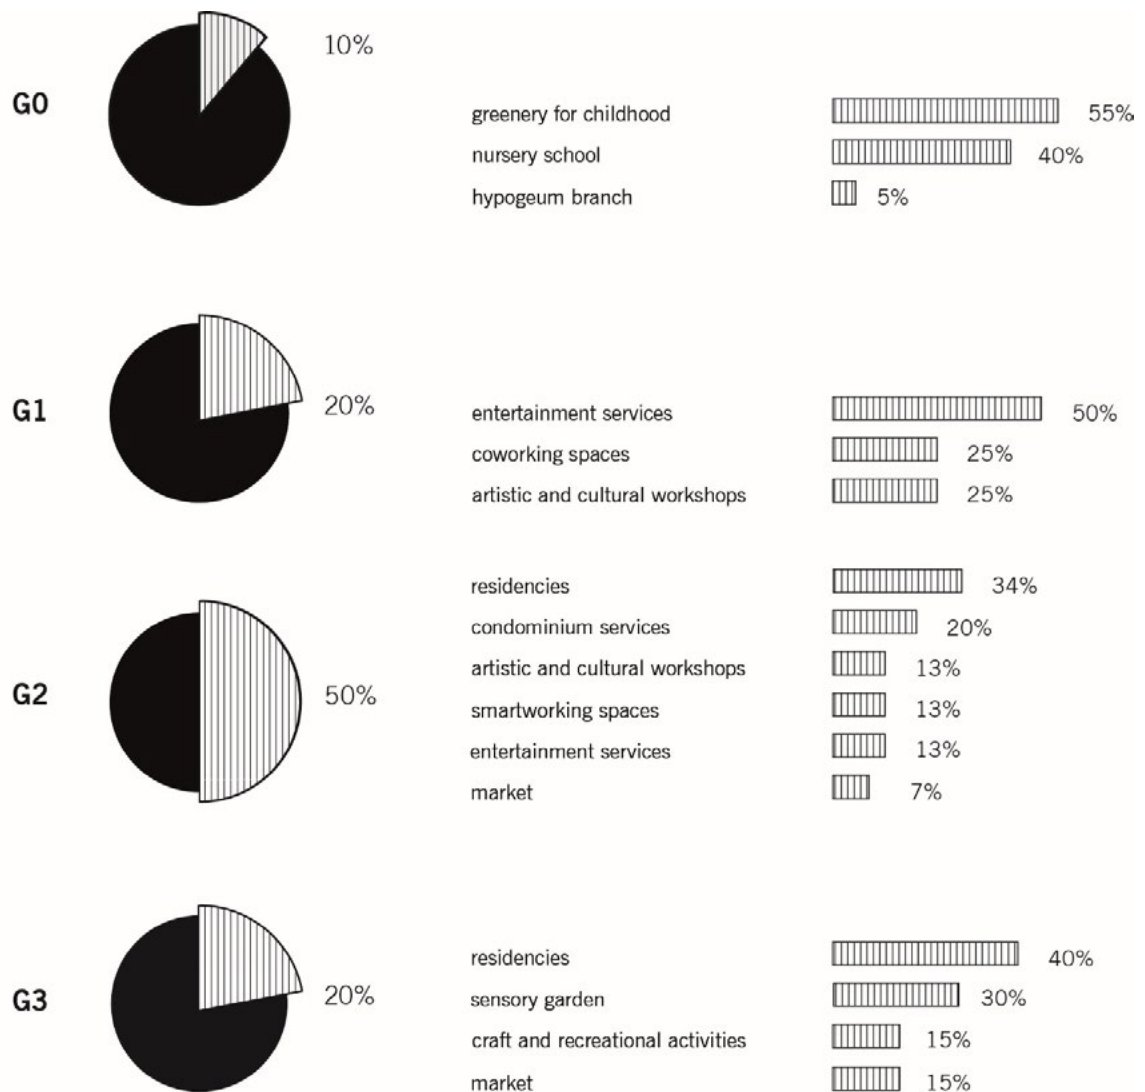 G0
10%
greenery for childhood 55%
nursery school 40%
hypogeum branch 5%
G1
20%
entertainment services 50%
coworking spaces 25%
artistic and cultural workshops 25%
G2
50%
residencies 34%
condominium services 20%
artistic and cultural workshops 13%
smartworking spaces 13%
entertainment services 13%
market 7%
G3
20%
residencies 40%
sensory garden 30%
craft and recreational activities 15%
market 15%